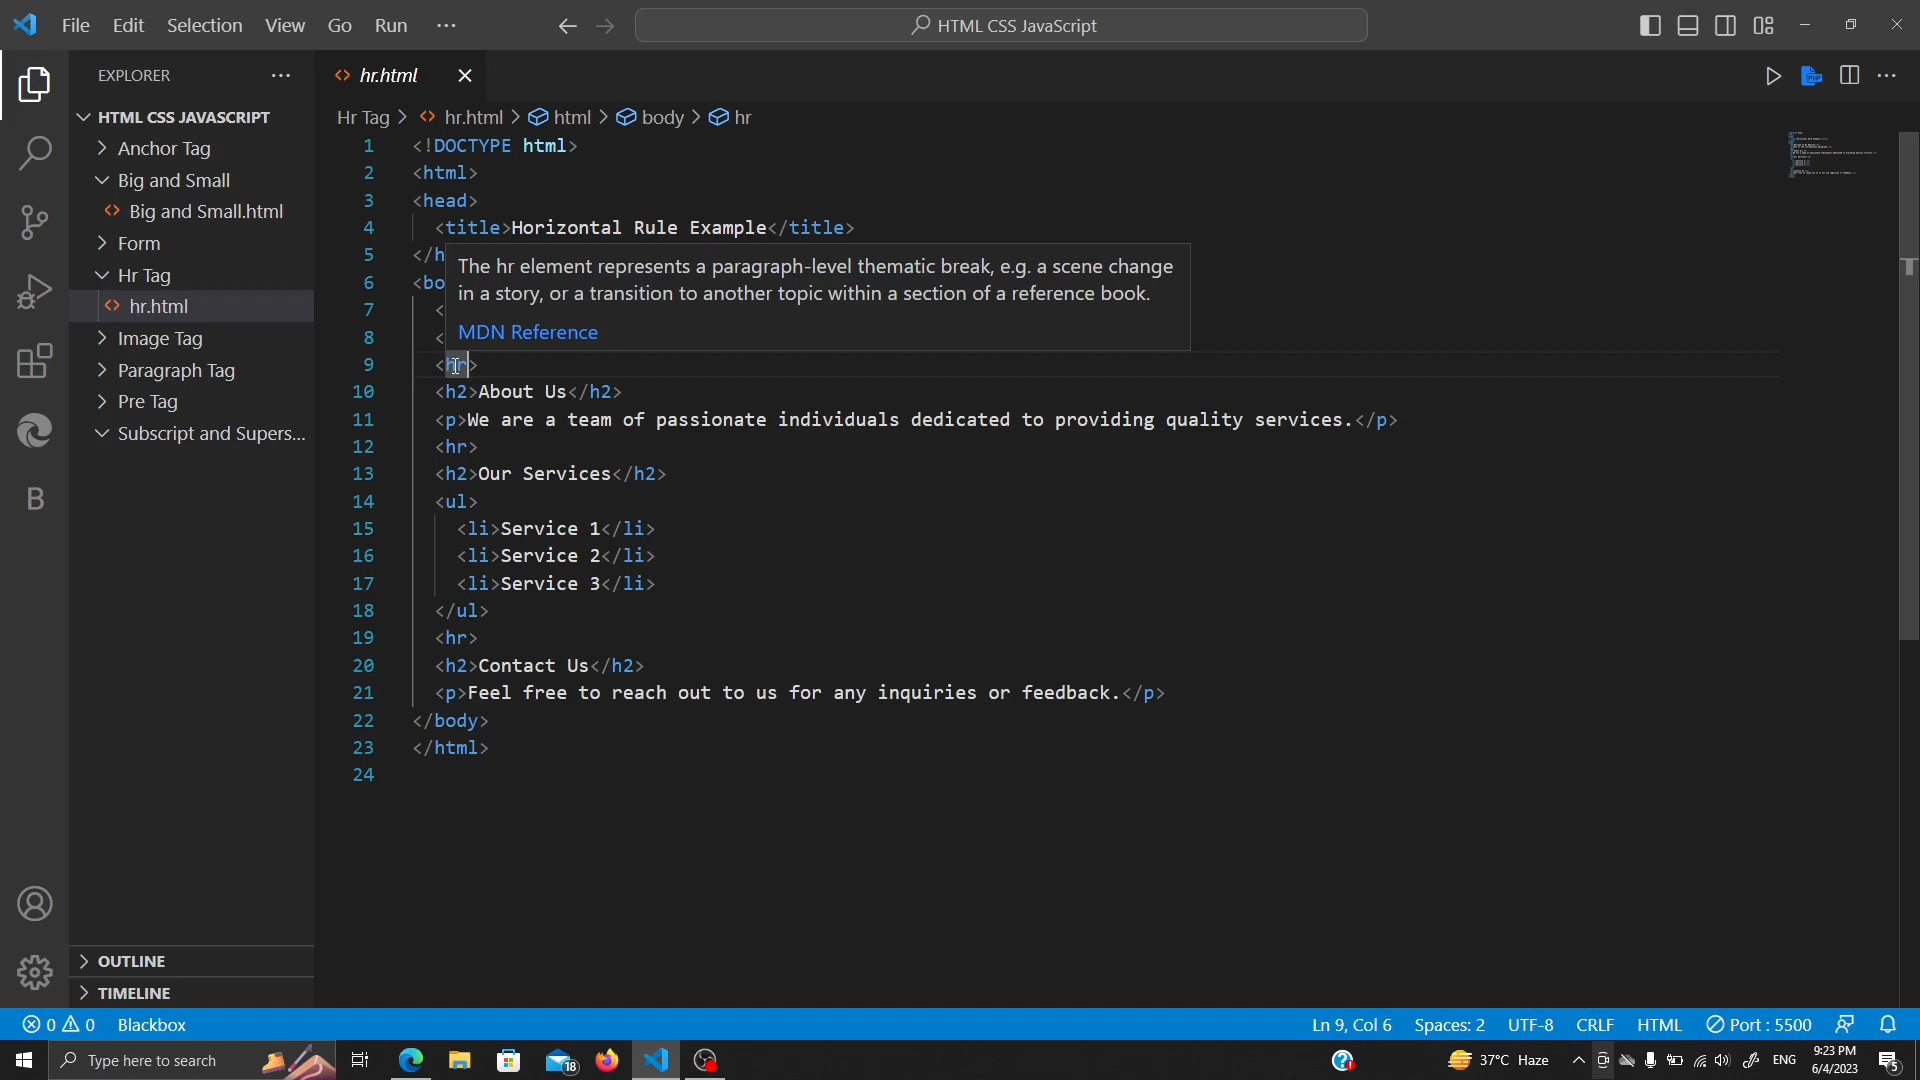 File Edit Selection View Go Run ···
HTML CSS JavaScript
EXPLORER
HTML CSS JAVASCRIPT
Anchor Tag
Big and Small
Big and Small.html
Form
Hr Tag
hr.html
Image Tag
Paragraph Tag
Pre Tag
Subscript and Supers...
OUTLINE
TIMELINE
hr.html
PHP
Hr Tag > hr.html > html > body > hr
1 <!DOCTYPE html>
2 <html>
3 <head>
4 <title>Horizontal Rule Example</title>
5 </h
6 <bo
7 <
8 <
The hr element represents a paragraph-level thematic break, e.g. a scene change
in a story, or a transition to another topic within a section of a reference book.
MDN Reference
9 <hr>
10 <h2>About Us</h2>
11 <p>We are a team of passionate individuals dedicated to providing quality services.</p>
12 <hr>
13 <h2>Our Services</h2>
14 <ul>
15 <li>Service 1</li>
16 <li>Service 2</li>
17 <li>Service 3</li>
18 </ul>
19 <hr>
20 <h2>Contact Us</h2>
21 <p>Feel free to reach out to us for any inquiries or feedback.</p>
22 </body>
23 </html>
24
B
0 0 Blackbox
Ln 9, Col 6 Spaces: 2 UTF-8 CRLF HTML Port : 5500
Type here to search
18
37°C Haze
ENG
9:23 PM
6/4/2023
5